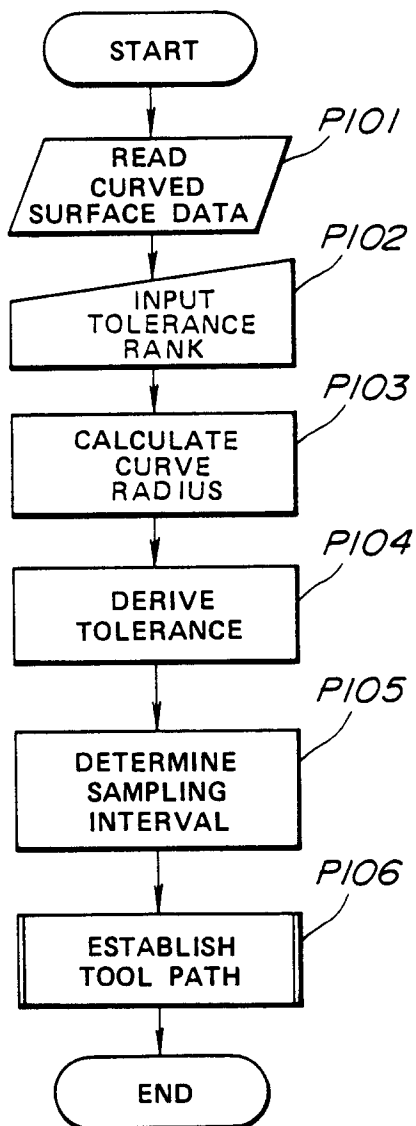 START
P101
READ
CURVED
SURFACE DATA
P102
INPUT
TOLERANCE
RANK
P103
CALCULATE
CURVE
RADIUS
P104
DERIVE
TOLERANCE
P105
DETERMINE
SAMPLING
INTERVAL
P106
ESTABLISH
TOOL PATH
END